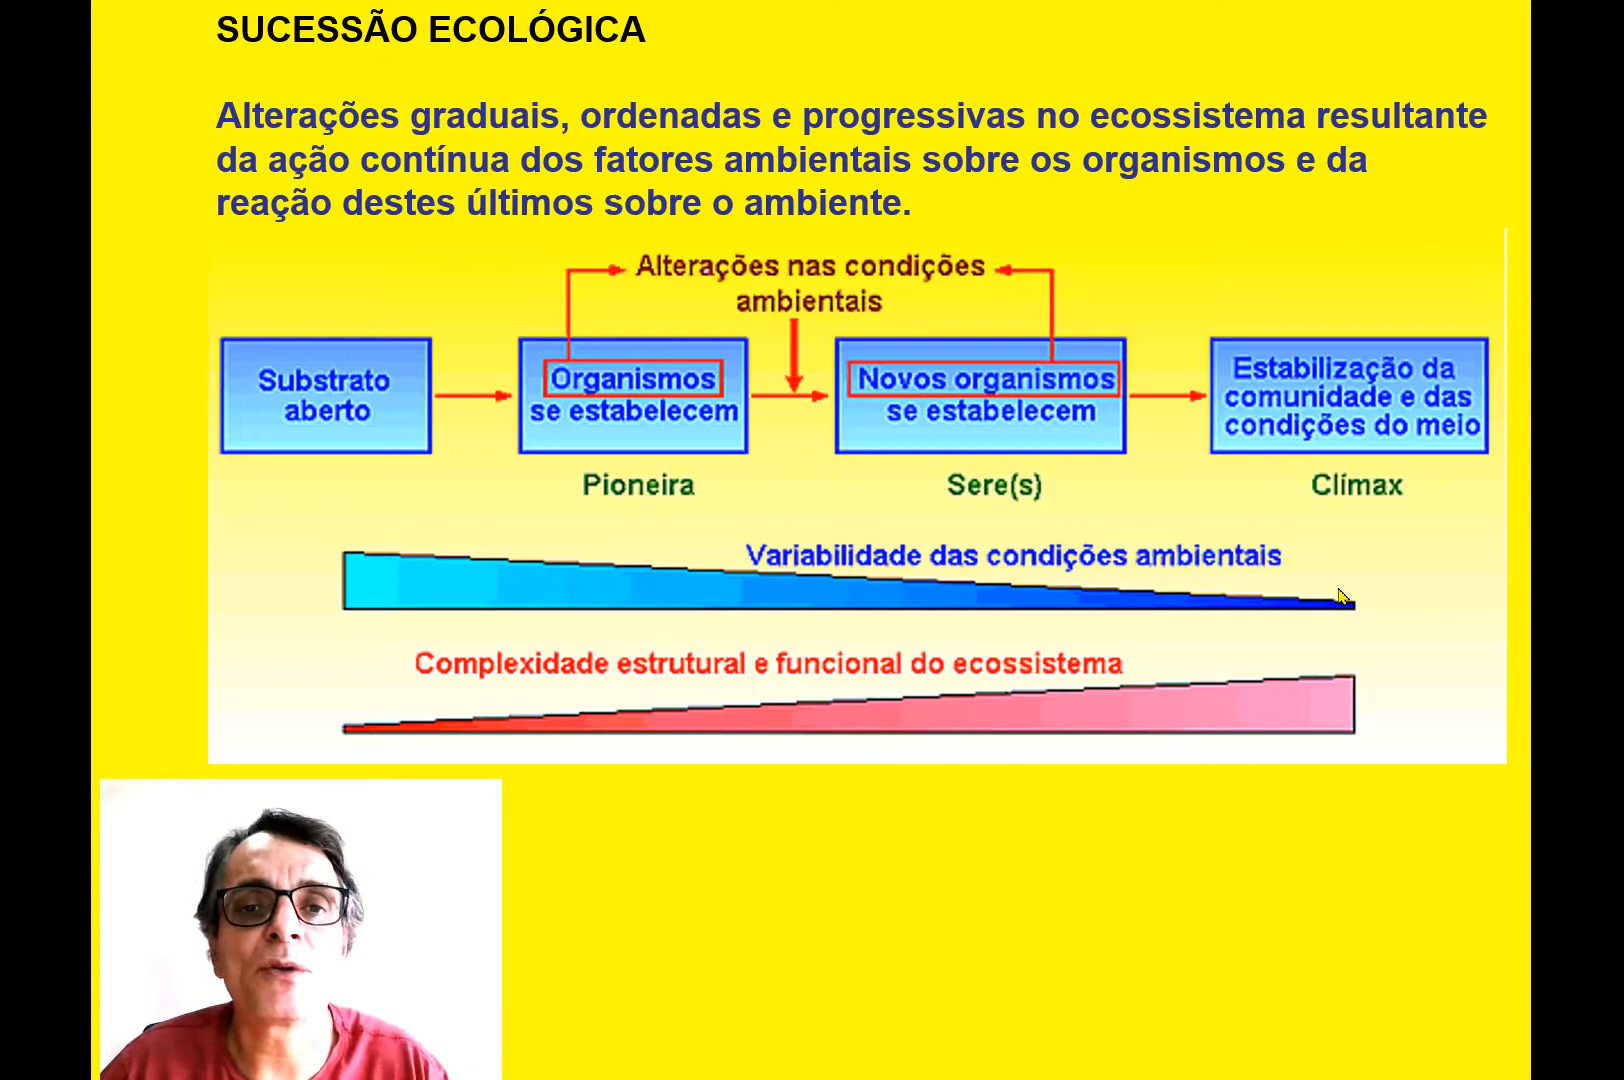 SUCESSÃO ECOLÓGICA
Alterações graduais, ordenadas e progressivas no ecossistema resultante
da ação contínua dos fatores ambientais sobre os organismos e da
reação destes últimos sobre o ambiente.
Alterações nas condições
ambientais
Substrato
aberto
Organismos
se estabelecem
Novos organismos
se estabelecem
Estabilização da
comunidade e das
condições do meio
Pioneira
Sere(s)
Clímax
Variabilidade das condições ambientais
Complexidade estrutural e funcional do ecossistema